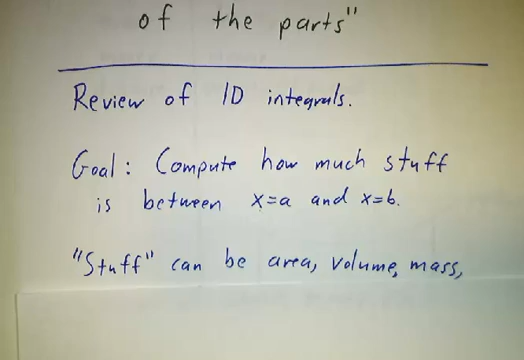 of the parts"
Review of 1D integrals.
Goal: Compute how much stuff
is between x=a and x=b.
"Stuff" can be area, volume, mass,